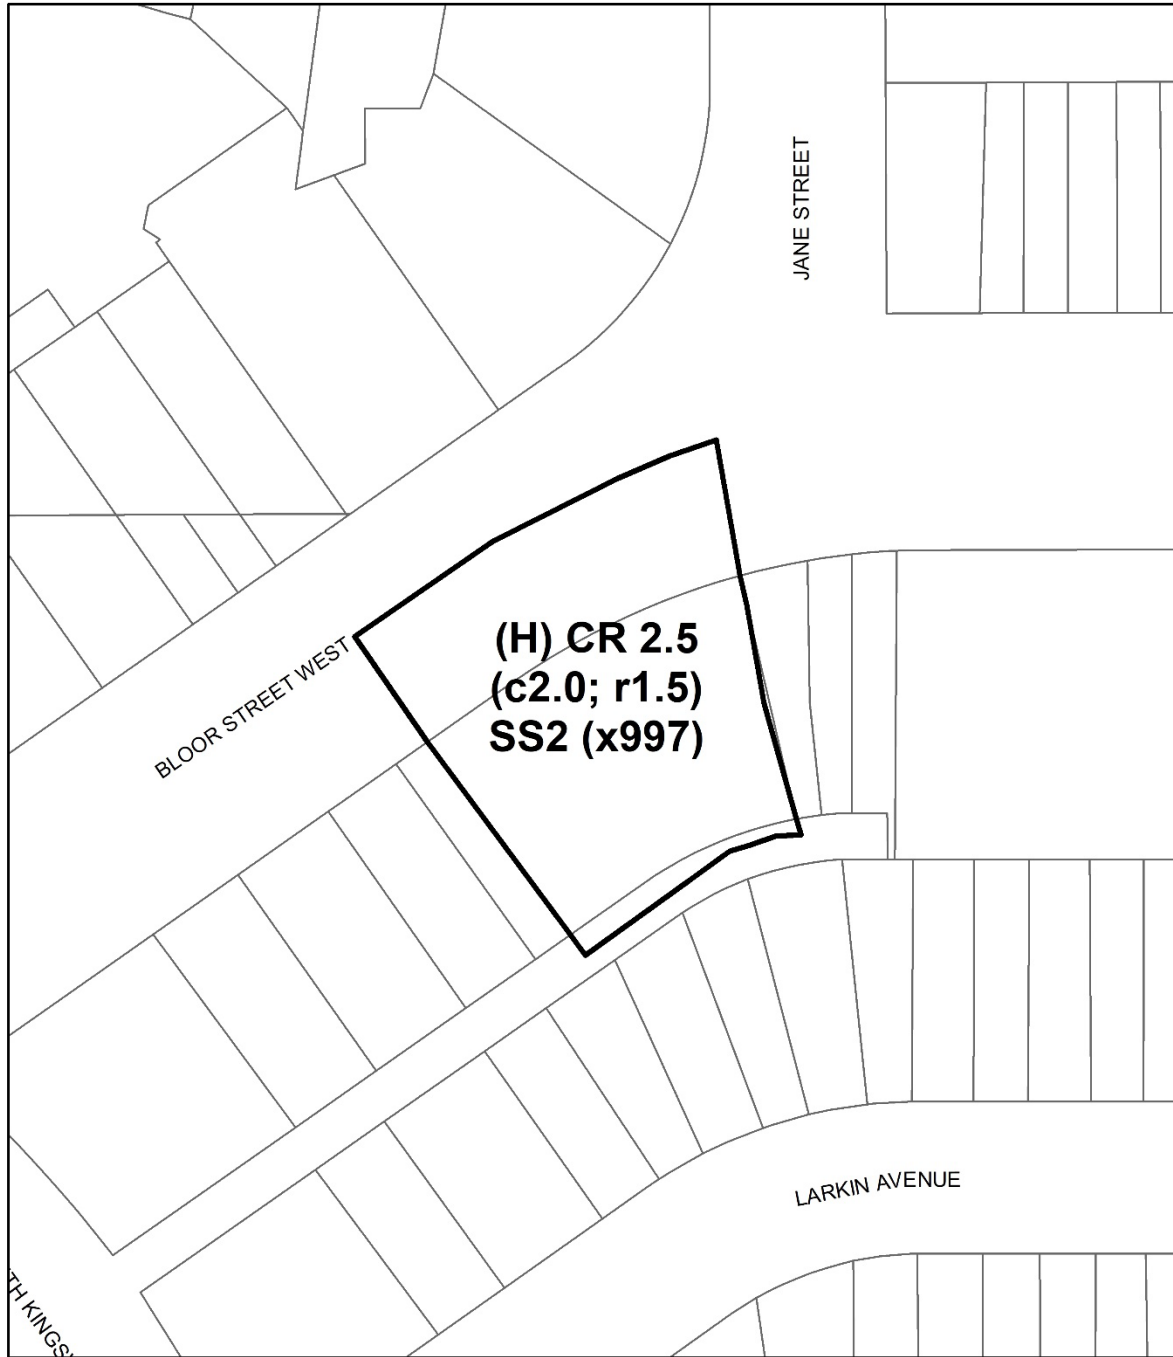 JANE STREET
(H) CR 2.5
(c2.0; r1.5)
SS2 (x997)
BLOOR STREET WEST
LARKIN AVENUE